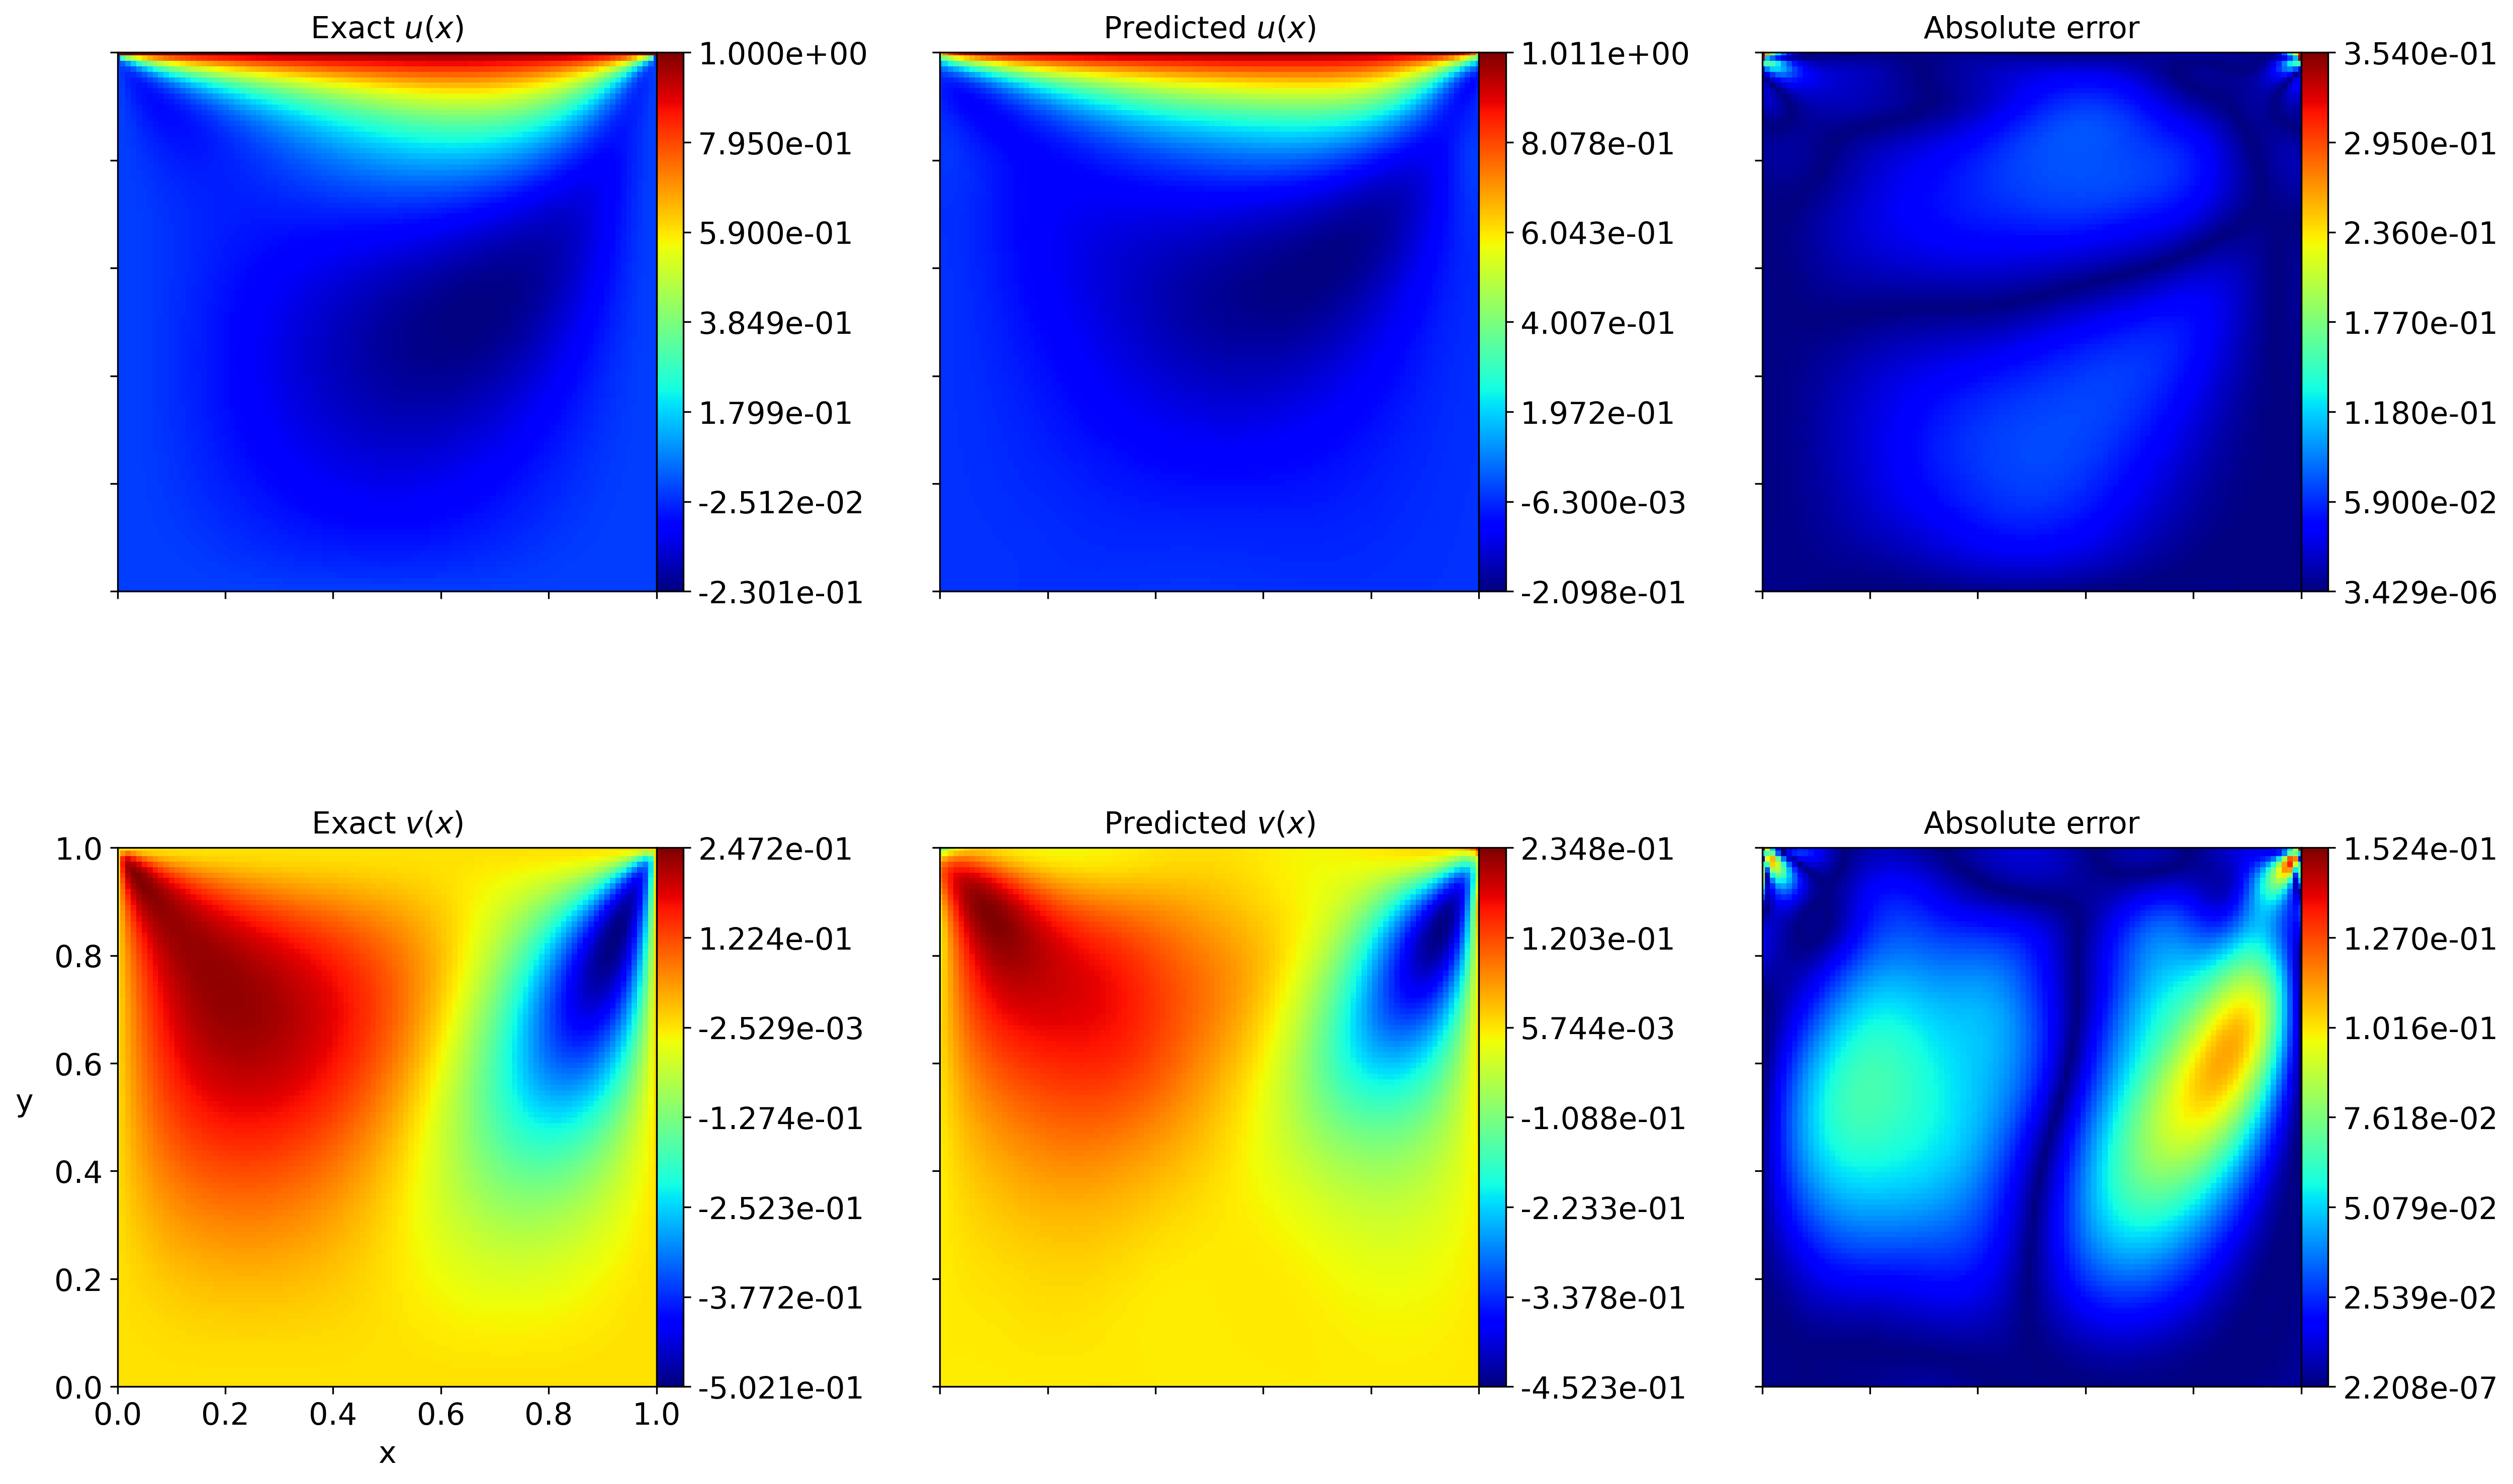 Exact u(x)
1.000e+00
7.950e-01
5.900e-01
3.849e-01
1.799e-01
-2.512e-02
-2.301e-01
Predicted u(x)
1.011e+00
8.078e-01
6.043e-01
4.007e-01
1.972e-01
-6.300e-03
-2.098e-01
Absolute error
3.540e-01
2.950e-01
2.360e-01
1.770e-01
1.180e-01
5.900e-02
3.429e-06
Exact v(x)
1.0
0.8
0.6
0.4
0.2
0.0
y
0.0 0.2 0.4 0.6 0.8 1.0
x
2.472e-01
1.224e-01
-2.529e-03
-1.274e-01
-2.523e-01
-3.772e-01
-5.021e-01
Predicted v(x)
2.348e-01
1.203e-01
5.744e-03
-1.088e-01
-2.233e-01
-3.378e-01
-4.523e-01
Absolute error
1.524e-01
1.270e-01
1.016e-01
7.618e-02
5.079e-02
2.539e-02
2.208e-07